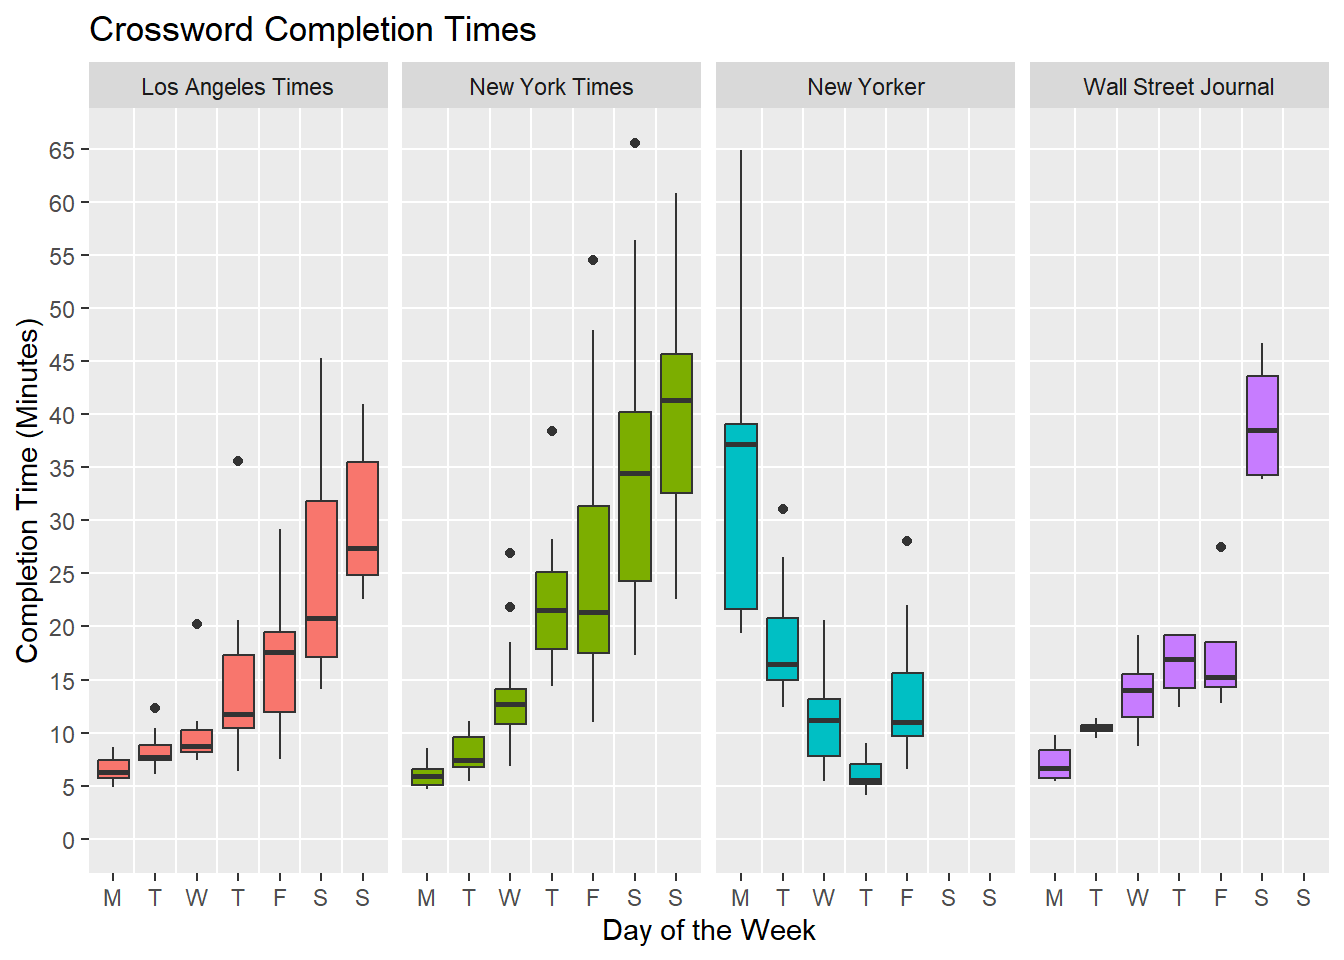 Crossword Completion Times
Los Angeles Times New York Times New Yorker Wall Street Journal
Completion Time (Minutes)
65
60
55
50
45
40
35
30
25
20
15
10
5
0
M T W T F S S M T W T F S S M T W T F S S M T W T F S S
Day of the Week